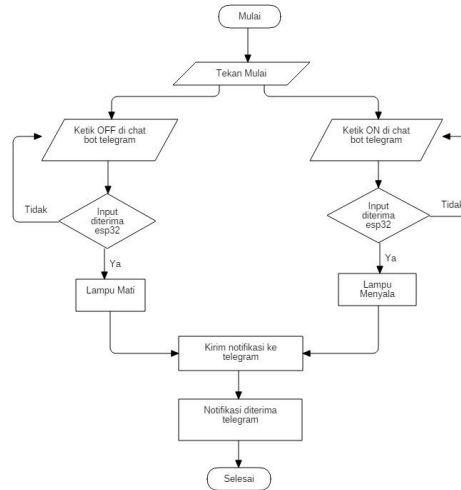 Mulai
Tekan Mulai
Ketik OFF di chat
bot telegram
Ketik ON di chat
bot telegram
Tidak
Input
diterima
esp32
Input
diterima
esp32
Tidak
Ya
Ya
Lampu Mati
Lampu
Menyala
Kirim notifikasi ke
telegram
Notifikasi diterima
telegram
Selesai